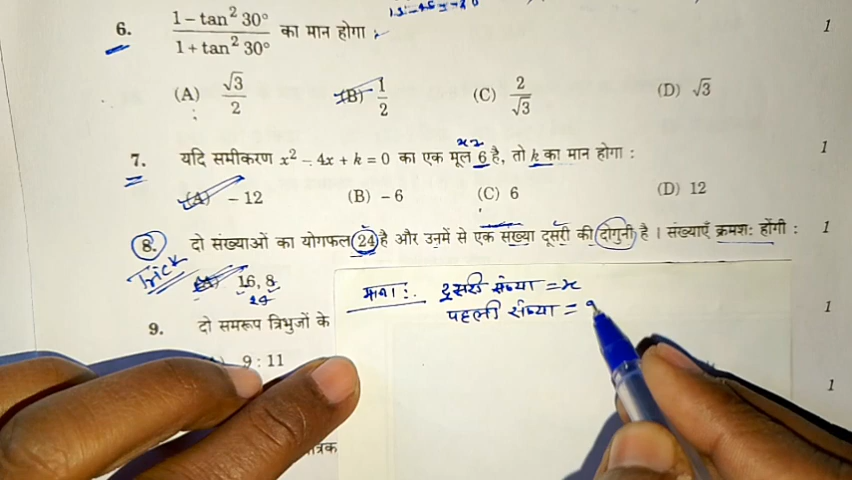 6. 1 − tan² 30° / 1 + tan² 30° का मान होगा : 1
(A) √3/2 (B) 1/2 (C) 2/√3 (D) √3
x=
7. यदि समीकरण x² − 4x + k = 0 का एक मूल 6 है, तो k का मान होगा : 1
(A) − 12 (B) − 6 (C) 6 (D) 12
8. दो संख्याओं का योगफल 24 है और उनमें से एक संख्या दूसरी की दोगुनी है । संख्याएँ क्रमशः होंगी : 1
Trick (A) 16, 8
24
माना :. दूसरी संख्या = x
पहली संख्या =
9. दो समरूप त्रिभुजों के 1
9 : 11
1